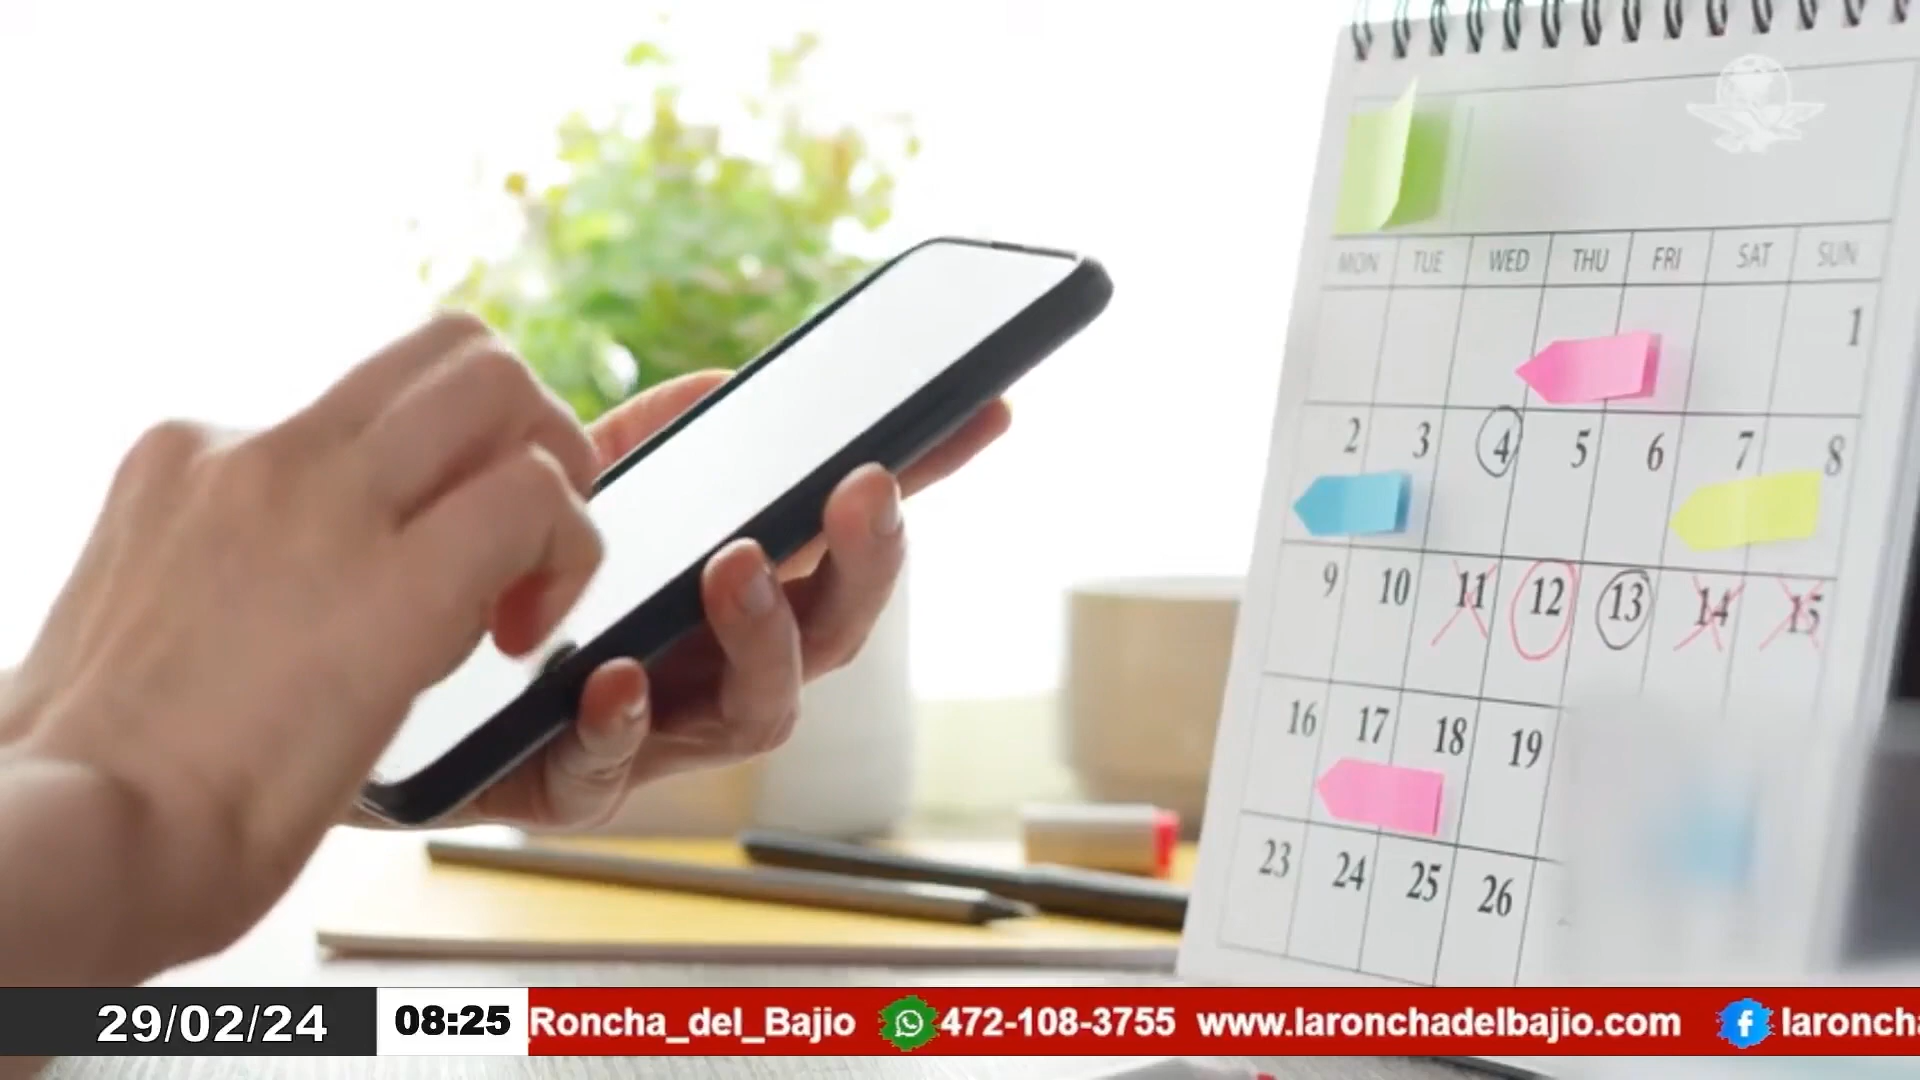 MON TUE WED THU FRI SAT SUN
1
2 3 4 5 6 7 8
9 10 11 12 13 14 15
16 17 18 19
23 24 25 26
29/02/24 08:25 Roncha_del_Bajio 472-108-3755 www.laronchadelbajio.com laroncha